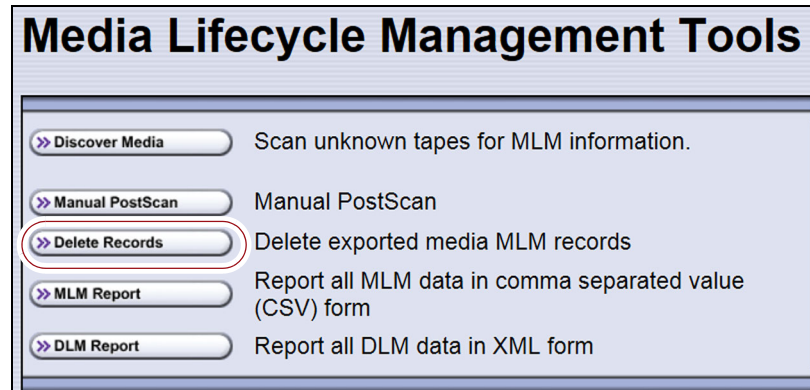 Media Lifecycle Management Tools
Discover Media Scan unknown tapes for MLM information.
Manual PostScan Manual PostScan
Delete Records Delete exported media MLM records
MLM Report Report all MLM data in comma separated value
(CSV) form
DLM Report Report all DLM data in XML form